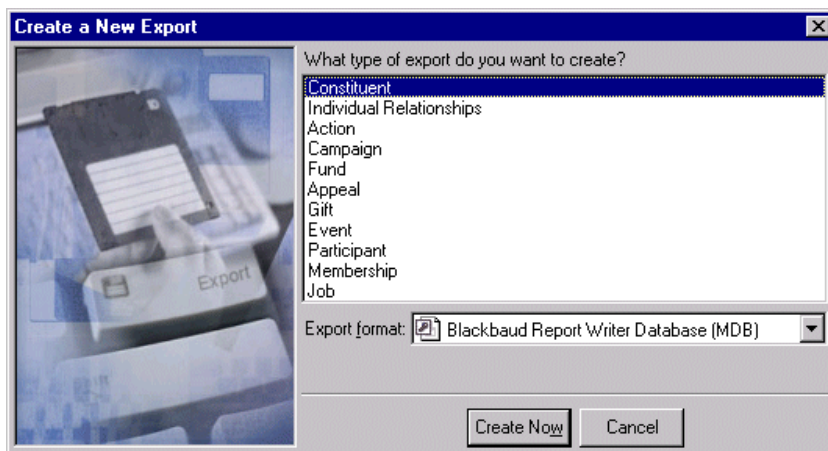 Create a New Export
What type of export do you want to create?
Constituent
Individual Relationships
Action
Campaign
Fund
Appeal
Gift
Event
Participant
Membership
Job
Export
Export format: Blackbaud Report Writer Database (MDB)
Create Now Cancel